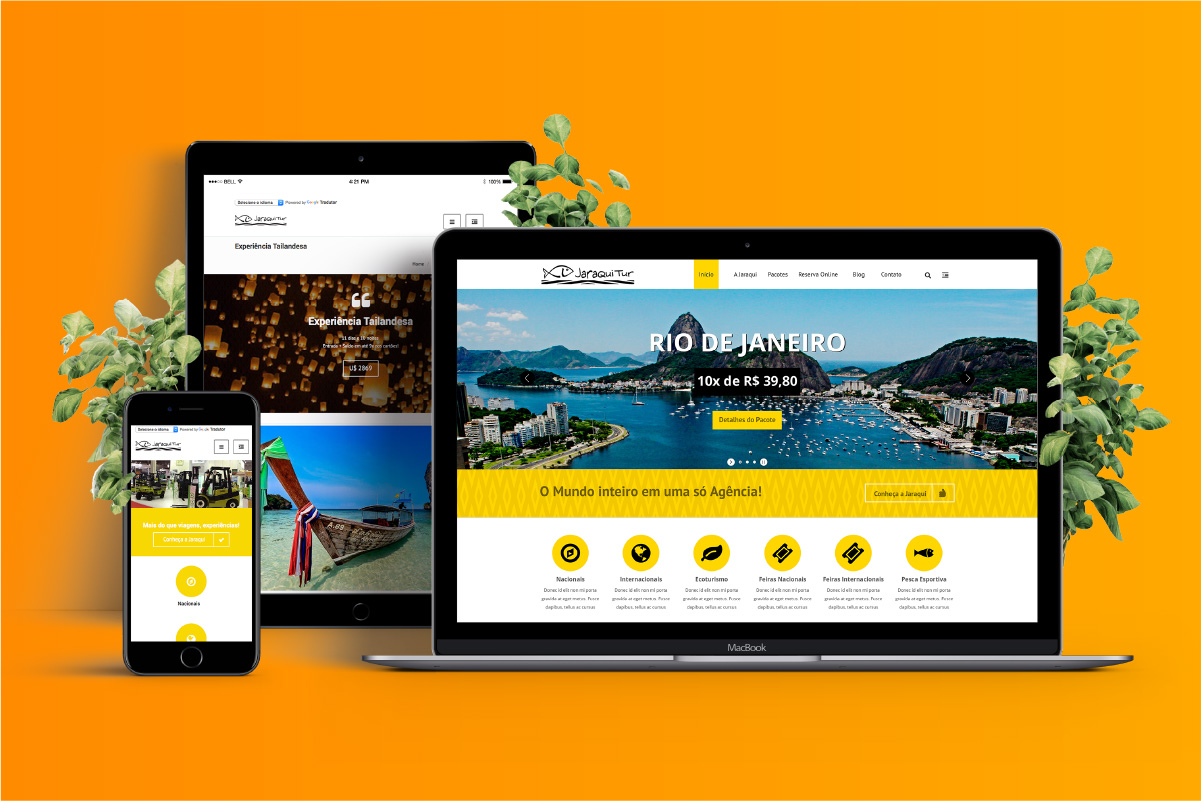 BELL
4:21 PM
100%
Selecione o idioma
Powered by Google Tradutor
JaraquiTur
Experiência Tailandesa
Home
Experiência Tailandesa
11 dias e 10 noites
U$ 2869
A.89
JaraquiTur
Início
A Jaraqui
Pacotes
Reserva Online
Blog
Contato
RIO DE JANEIRO
10x de R$ 39,80
Detalhes do Pacote
O Mundo inteiro em uma só Agência!
Conheça a Jaraqui
Nacionais
Internacionais
Ecoturismo
Feiras Nacionais
Feiras Internacionais
Pesca Esportiva
Donec id elit non mi porta
Donec id elit non mi porta
Donec id elit non mi porta
Donec id elit non mi porta
Donec id elit non mi porta
Donec id elit non mi porta
gravida at eget metus. Fusce
gravida at eget metus. Fusce
gravida at eget metus. Fusce
gravida at eget metus. Fusce
gravida at eget metus. Fusce
gravida at eget metus. Fusce
dapibus, tellus ac cursus
dapibus, tellus ac cursus
dapibus, tellus ac cursus
dapibus, tellus ac cursus
dapibus, tellus ac cursus
dapibus, tellus ac cursus
MacBook
Selecione o idioma
Powered by Google Tradutor
JaraquiTur
Mais do que viagens, experiências!
Conheça a Jaraqui
Nacionais